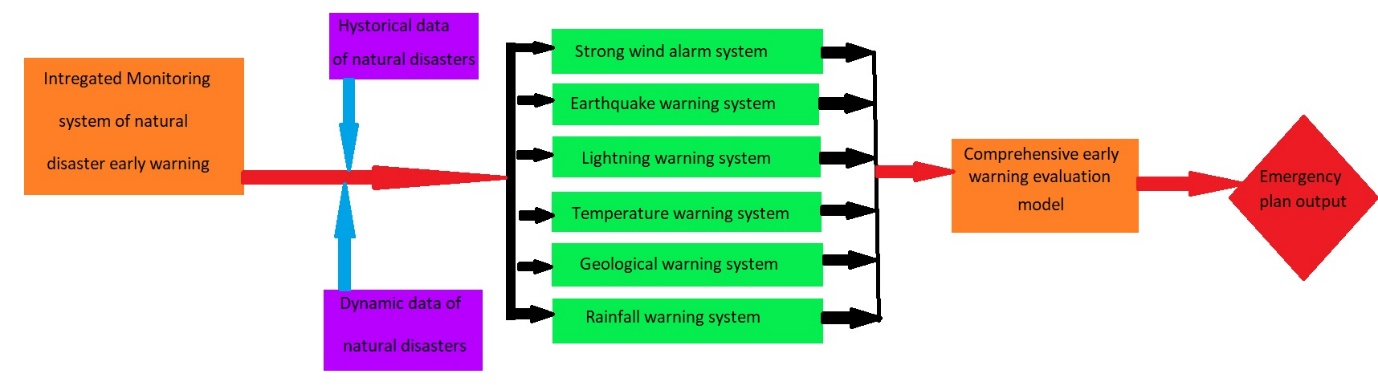 Intregated Monitoring
system of natural
disaster early warning
Hystorical data
of natural disasters
Dynamic data of
natural disasters
Strong wind alarm system
Earthquake warning system
Lightning warning system
Temperature warning system
Geological warning system
Rainfall warning system
Comprehensive early
warning evaluation
model
Emergency
plan output